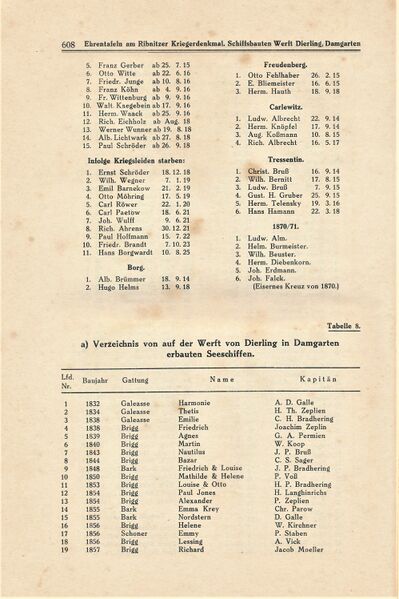 608 Ehrentafeln am Ribnitzer Kriegerdenkmal. Schiffsbauten Werft Dierling, Damgarten
5. Franz Gerber ab 25. 7. 15
6. Otto Witte ab 22. 6. 16
7. Friedr. Junge ab 10. 8. 16
8. Franz Köhn ab 4. 9. 16
9. Fr. Wittenburg ab 9. 9. 16
10. Walt Knegebein ab 17. 9. 16
11. Herm. Waack ab 25. 9. 16
12. Rich. Eichholz ab Aug. 18
13. Werner Wunner ab 19. 8. 18
14. Alb. Lichtwark ab 27. 8. 18
15. Paul Schröder ab 26. 9. 18
Infolge Kriegsleiden starben:
1. Ernst Schröder 18. 12. 18
2. Wilh. Wegner 7. 1. 19
3. Emil Barnekow 21. 2. 19
4. Otto Möhring 17. 5. 19
5. Carl Röwer 22. 1. 20
6. Carl Paetow 18. 6. 21
7. Joh. Wulff 9. 6. 21
8. Rich. Ahrens 30. 12. 21
9. Paul Hoffmann 15. 7. 22
10. Friedr. Brandt 7. 10. 23
11. Hans Borgwardt 10. 8. 25
Borg.
1. Alb. Brümmer 18. 9. 14
2. Hugo Helms 13. 9. 18
Freudenberg.
1. Otto Fehlhaber 26. 2. 15
2. E. Bliemeister 16. 6. 15
3. Herm. Hauth 18. 9. 18
Carlewitz.
1. Ludw. Albrecht 22. 9. 14
2. Herm. Knöpfel 17. 9. 14
3. Aug. Koßmann 10. 8. 15
4. Rich. Albrecht 16. 5. 17
Tressentin.
1. Christ. Bruß 16. 9. 14
2. Wilh. Bernitt 17. 8. 15
3. Ludw. Bruß 7. 9. 15
4. Gust. H. Gruber 25. 9. 15
5. Herm. Telensky 19. 3. 16
6. Hans Hamann 22. 3. 18
1870/71.
1. Ludw. Alm.
2. Helm. Burmeister.
3. Wilh. Beuster.
4. Herm. Diebenkorn.
5. Joh. Erdmann.
6. Joh. Falck.
(Eisernes Kreuz von 1870.)
Tabelle 8.
a) Verzeichnis von auf der Werft von Dierling in Damgarten
erbauten Seeschiffen.
Lfd. Nr. Baujahr Gattung Name Kapitän
1 1832 Galeasse Harmonie A. D. Galle
2 1834 Galeasse Thetis H. Th. Zeplien
3 1838 Galeasse Emilie C. H. Bradhering
4 1838 Brigg Friedrich Joachim Zeplin
5 1839 Brigg Agnes G. A. Permien
6 1840 Brigg Martin W. Koop
7 1843 Brigg Nautilus J. P. Bruß
8 1844 Brigg Bazar C. S. Sager
9 1848 Bark Friedrich & Louise J. P. Bradhering
10 1850 Brigg Mathilde & Helene P. Voß
11 1853 Brigg Louise & Otto H. P. Bradhering
12 1854 Brigg Paul Jones H. Langhinrichs
13 1854 Brigg Alexander P. Zeplien
14 1855 Bark Emma Krey Chr. Parow
15 1855 Bark Nordstern D. Galle
16 1856 Brigg Helene W. Kirchner
17 1856 Schoner Emmy P. Staben
18 1856 Brigg Lessing A. Vick
19 1857 Brigg Richard Jacob Moeller